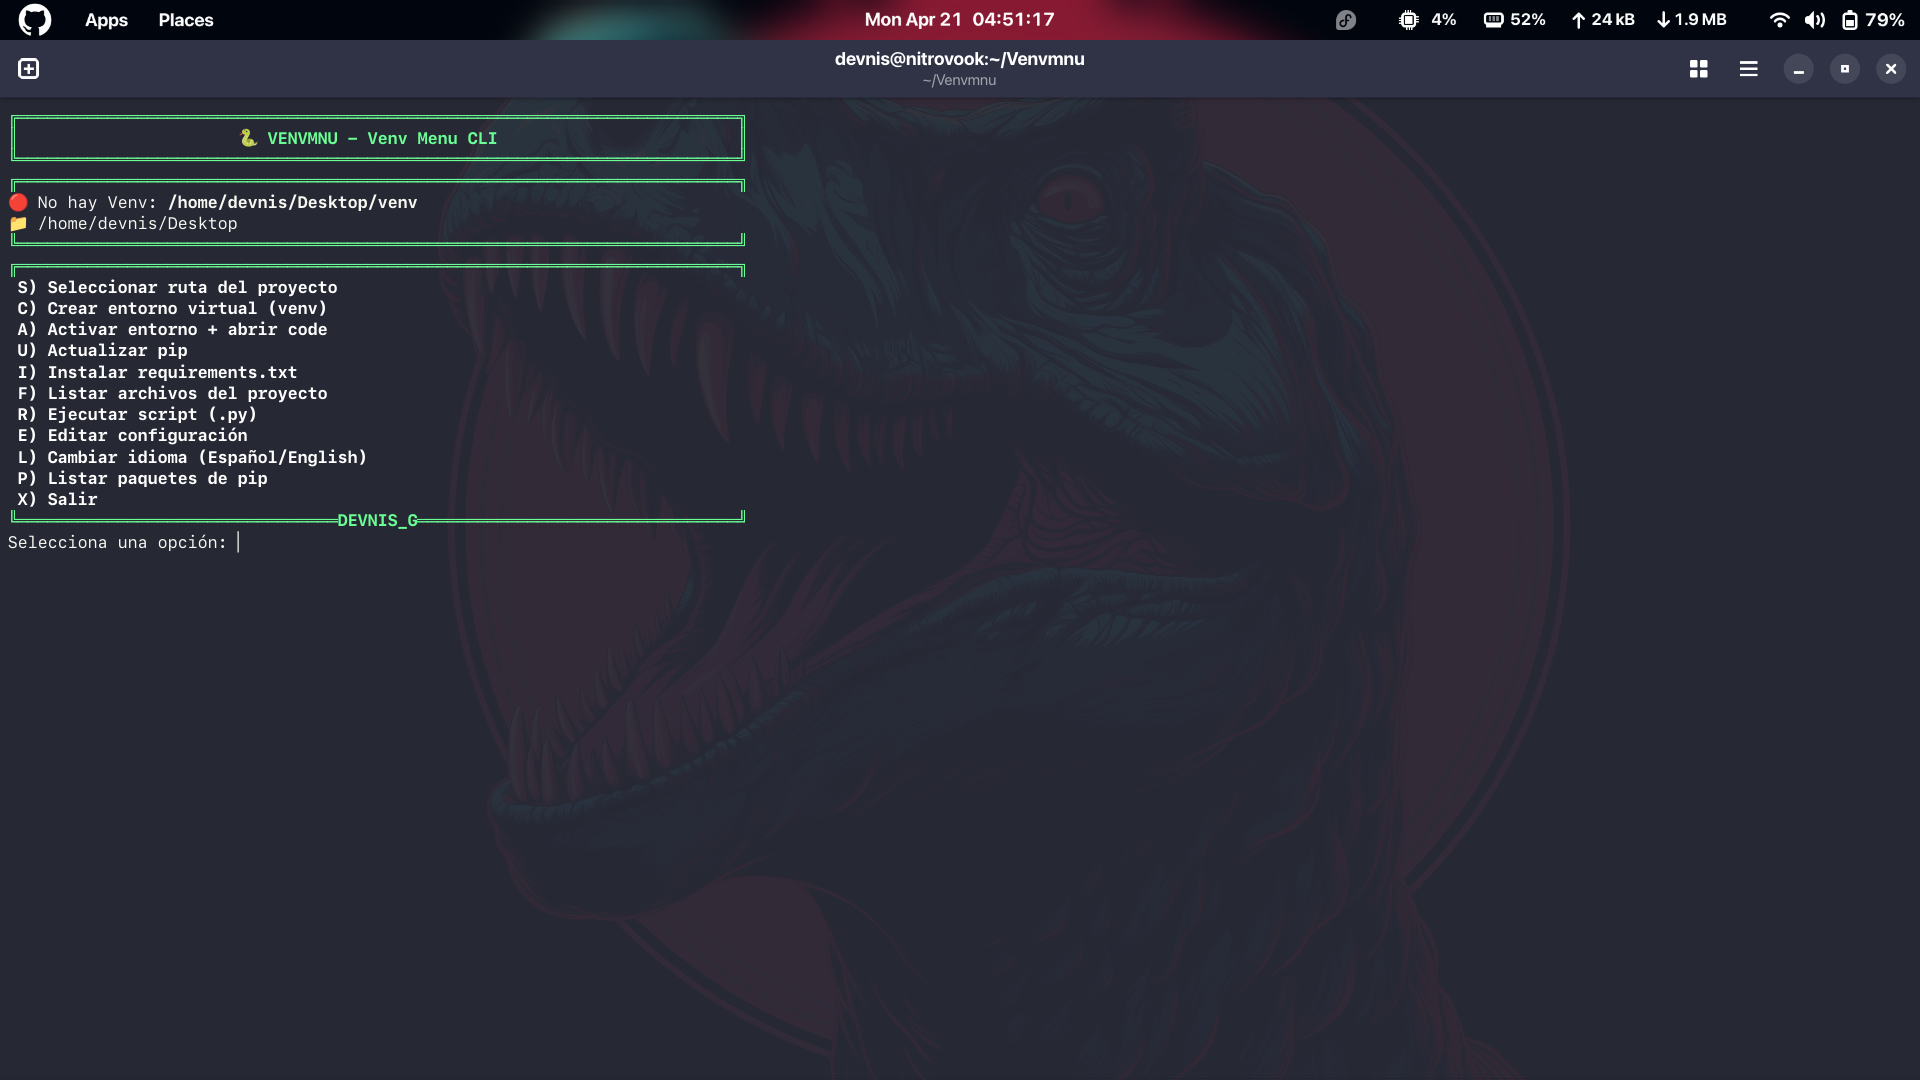 Apps Places Mon Apr 21 04:51:17 4% 52% 24 kB 1.9 MB 79%
devnis@nitrovook:~/Venvmnu
~/Venvmnu
🐍 VENVMNU – Venv Menu CLI
🔴 No hay Venv: /home/devnis/Desktop/venv
📁 /home/devnis/Desktop
S) Seleccionar ruta del proyecto
C) Crear entorno virtual (venv)
A) Activar entorno + abrir code
U) Actualizar pip
I) Instalar requirements.txt
F) Listar archivos del proyecto
R) Ejecutar script (.py)
E) Editar configuración
L) Cambiar idioma (Español/English)
P) Listar paquetes de pip
X) Salir
DEVNIS_G
Selecciona una opción: